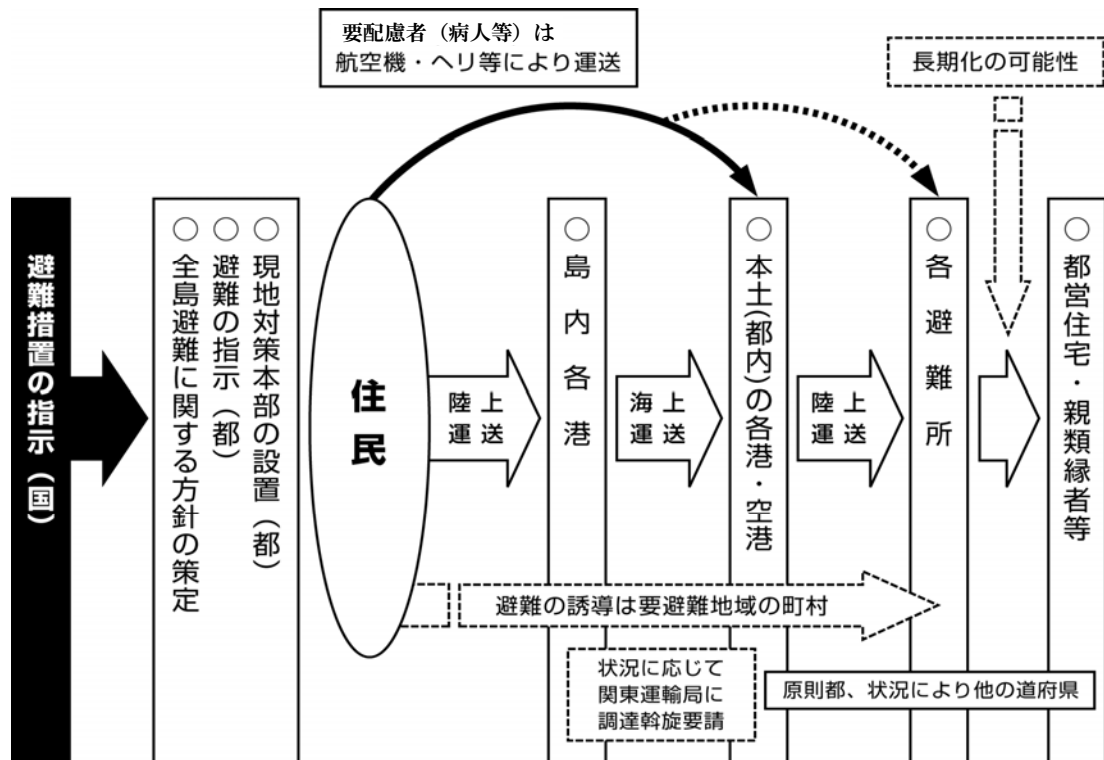 要配慮者（病人等）は
航空機・ヘリ等により運送
長期化の可能性
避難措置の指示（国）
○現地対策本部の設置（都）
○避難の指示（都）
○全島避難に関する方針の策定
住民
陸上
運送
○島内各港
海上
運送
○本土(都内)の各港・空港
陸上
運送
○各避難所
○都営住宅・親類縁者等
避難の誘導は要避難地域の町村
状況に応じて
関東運輸局に
調達斡旋要請
原則都、状況により他の道府県